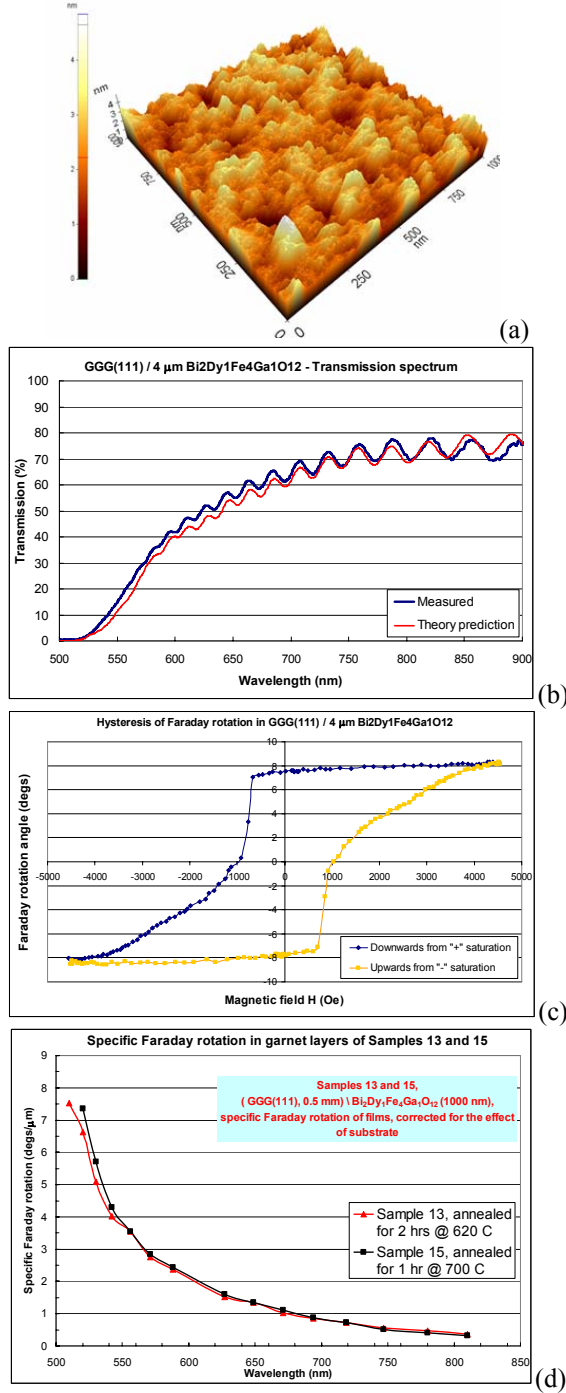 nm
4
3
2
1
0
nm
4
3
2
1
0
1000
750
500
nm
250
0
0
250
500
nm
750
1000
(a)
GGG(111) / 4 μm Bi2Dy1Fe4Ga1O12 - Transmission spectrum
Transmission (%)
100
90
80
70
60
50
40
30
20
10
0
Measured
Theory prediction
500 550 600 650 700 750 800 850 900
Wavelength (nm)
(b)
Hysteresis of Faraday rotation in GGG(111) / 4 μm Bi2Dy1Fe4Ga1O12
Faraday rotation angle (degs)
10
8
6
4
2
0
-2
-4
-6
-8
-10
-5000 -4000 -3000 -2000 -1000 0 1000 2000 3000 4000 5000
Downwards from "+" saturation
Upwards from "-" saturation
Magnetic field H (Oe)
(c)
Specific Faraday rotation in garnet layers of Samples 13 and 15
Specific Faraday rotation (degs/μm)
9
8
7
6
5
4
3
2
1
0
Samples 13 and 15,
( GGG(111), 0.5 mm) \ Bi₂Dy₁Fe₄Ga₁O₁₂ (1000 nm),
specific Faraday rotation of films, corrected for the effect
of substrate
Sample 13, annealed
for 2 hrs @ 620 C
Sample 15, annealed
for 1 hr @ 700 C
500 550 600 650 700 750 800 850
Wavelength (nm)
(d)